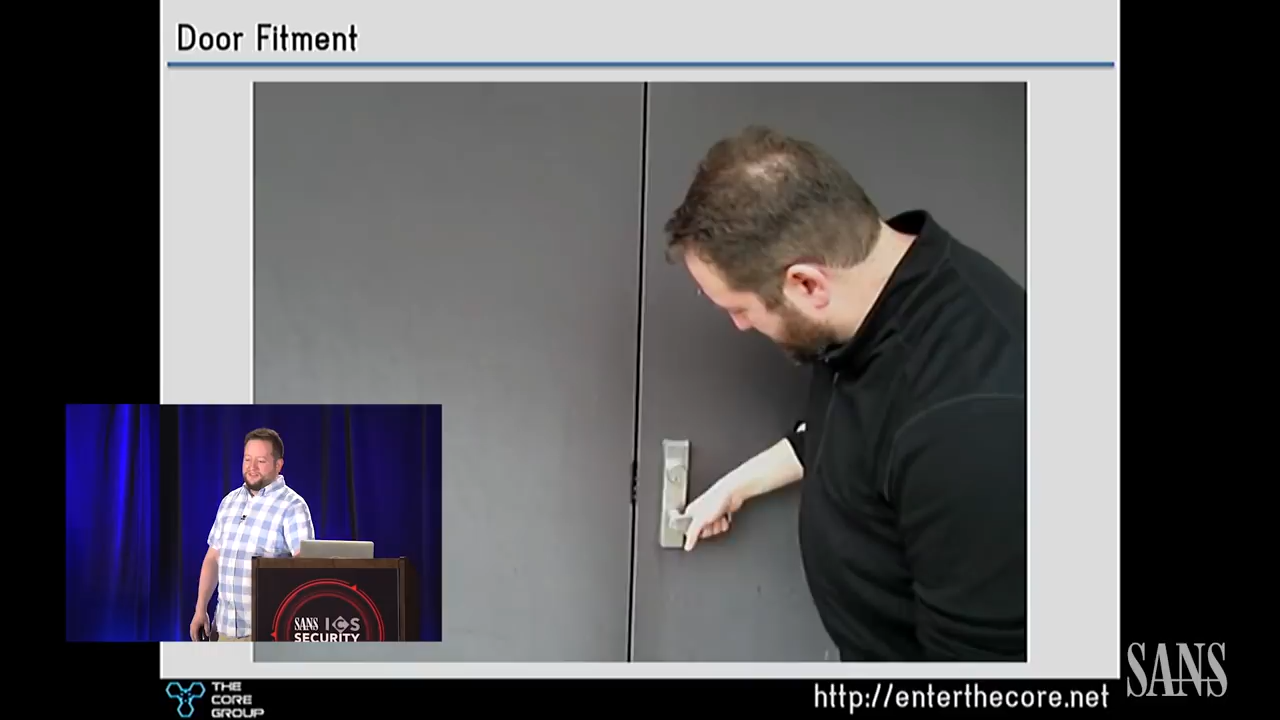 Door Fitment
SANS ICS
SECURITY
THE
CORE
GROUP
http://enterthecore.net
SANS